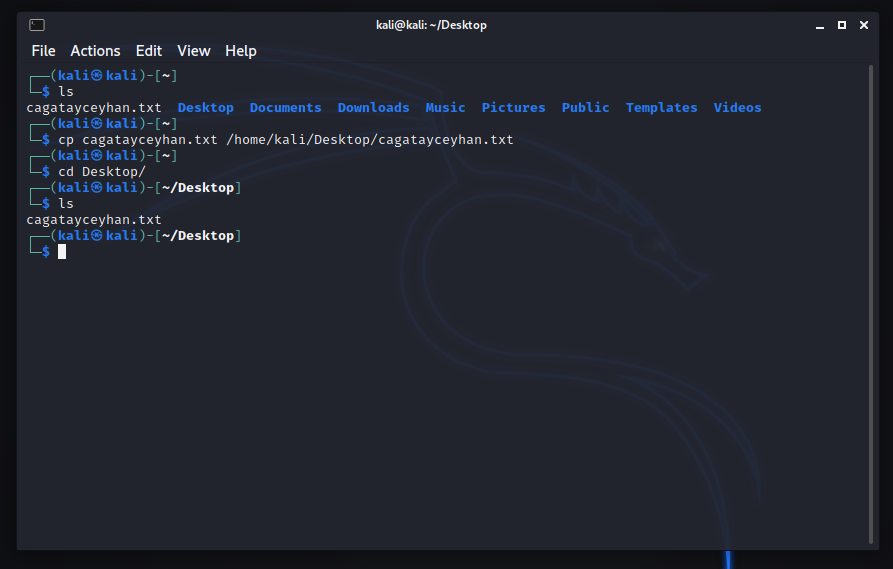 kali@kali: ~/Desktop
File Actions Edit View Help
┌──(kali㉿kali)-[~]
└─$ ls
cagatayceyhan.txt Desktop Documents Downloads Music Pictures Public Templates Videos
┌──(kali㉿kali)-[~]
└─$ cp cagatayceyhan.txt /home/kali/Desktop/cagatayceyhan.txt
┌──(kali㉿kali)-[~]
└─$ cd Desktop/
┌──(kali㉿kali)-[~/Desktop]
└─$ ls
cagatayceyhan.txt
┌──(kali㉿kali)-[~/Desktop]
└─$